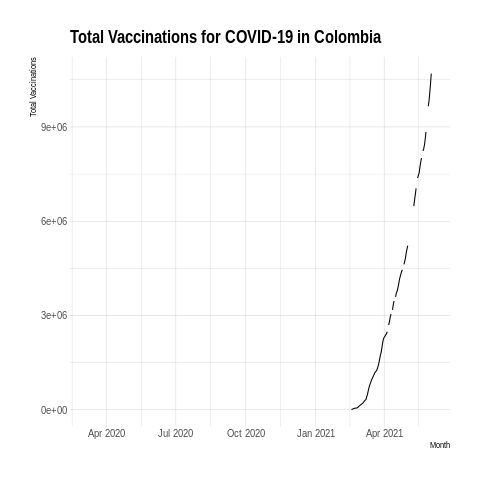 Total Vaccinations for COVID-19 in Colombia
Total Vaccinations
9e+06
6e+06
3e+06
0e+00
Apr 2020 Jul 2020 Oct 2020 Jan 2021 Apr 2021
Month